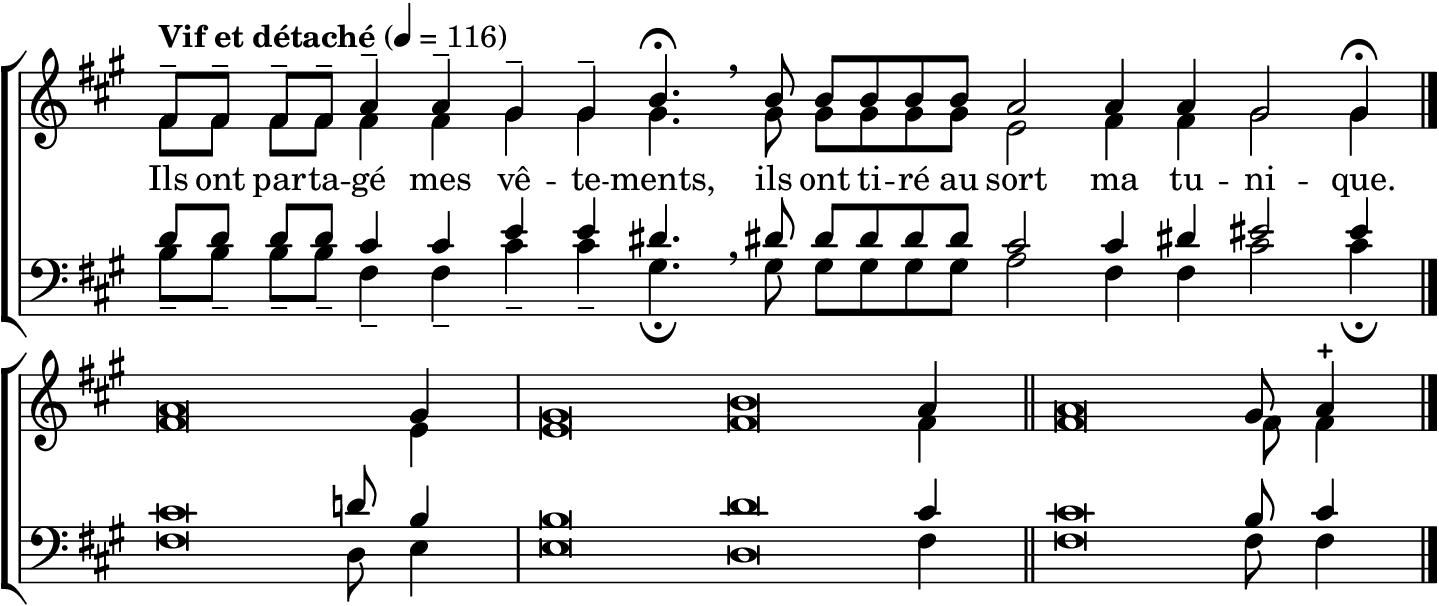 Vif et détaché (♩ = 116)
Ils ont par - ta - gé mes vê - te - ments, ils ont ti - ré au sort ma tu - ni - que.